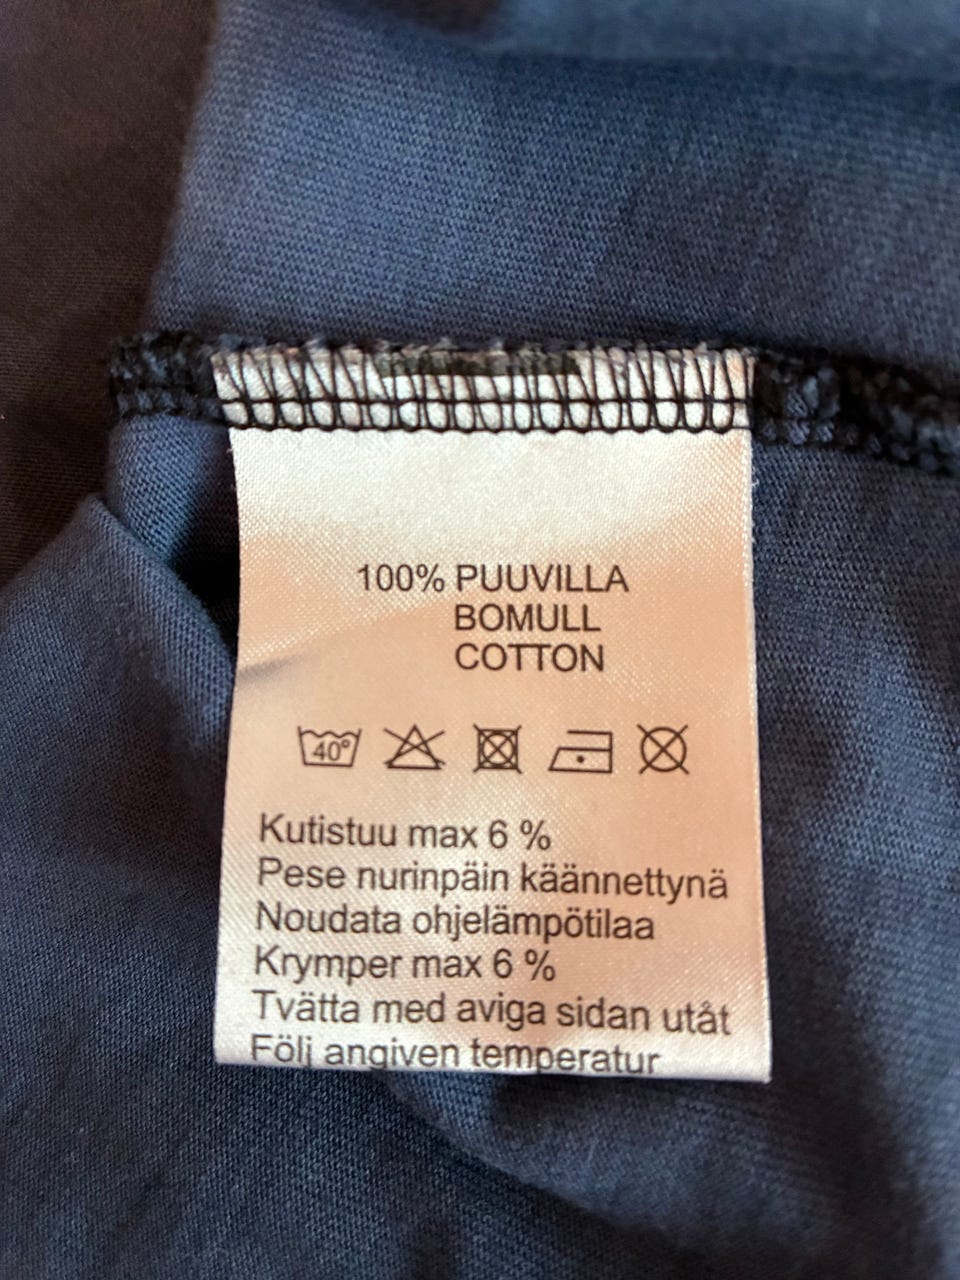 100% PUUVILLA
BOMULL
COTTON
40°
Kutistuu max 6 %
Pese nurinpäin käännettynä
Noudata ohjelämpötilaa
Krymper max 6 %
Tvätta med aviga sidan utåt
Följ angiven temperatur